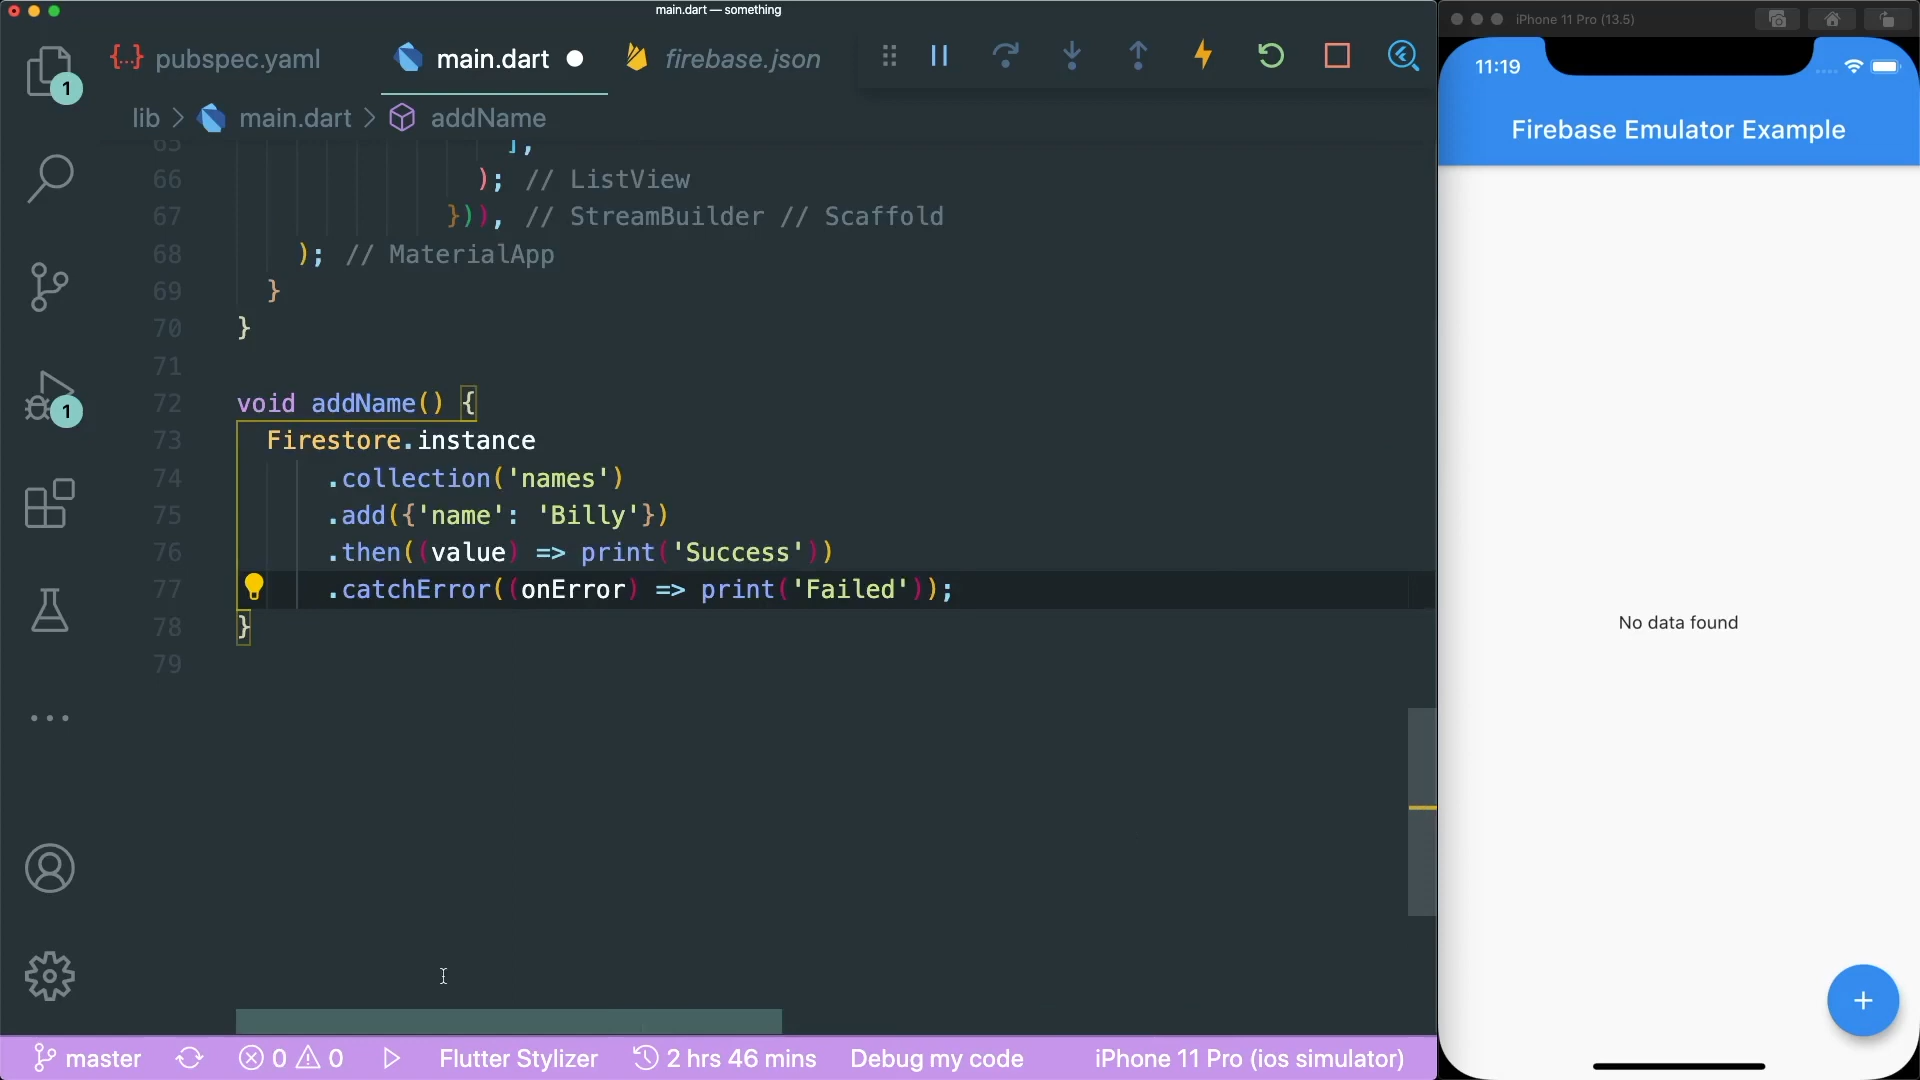 main.dart — something
{..} pubspec.yaml
main.dart
firebase.json
1
lib > main.dart > addName
65 ],
66 ); // ListView
67 })), // StreamBuilder // Scaffold
68 ); // MaterialApp
69 }
70 }
71
72 void addName() {
73 Firestore.instance
74 .collection('names')
75 .add({'name': 'Billy'})
76 .then((value) => print('Success'))
77 .catchError((onError) => print('Failed'));
78 }
79
1
master 0 0 Flutter Stylizer 2 hrs 46 mins Debug my code iPhone 11 Pro (ios simulator)
iPhone 11 Pro (13.5)
11:19
Firebase Emulator Example
No data found
+